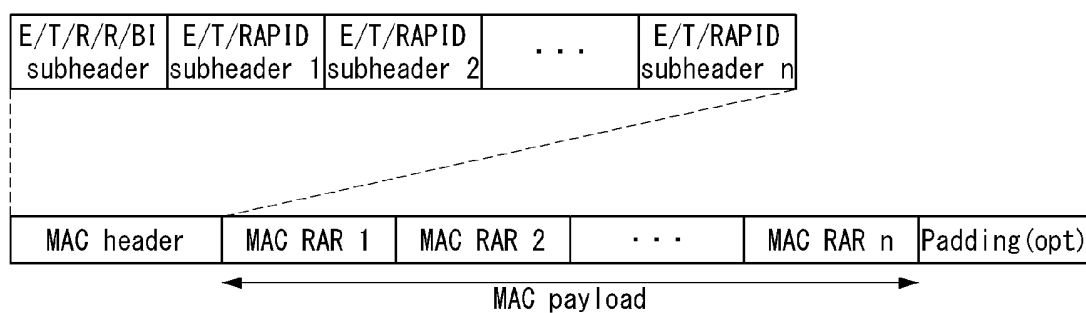 E/T/R/R/BI subheader
E/T/RAPID subheader 1
E/T/RAPID subheader 2
· · ·
E/T/RAPID subheader n
MAC header
MAC RAR 1
MAC RAR 2
· · ·
MAC RAR n
Padding(opt)
MAC payload